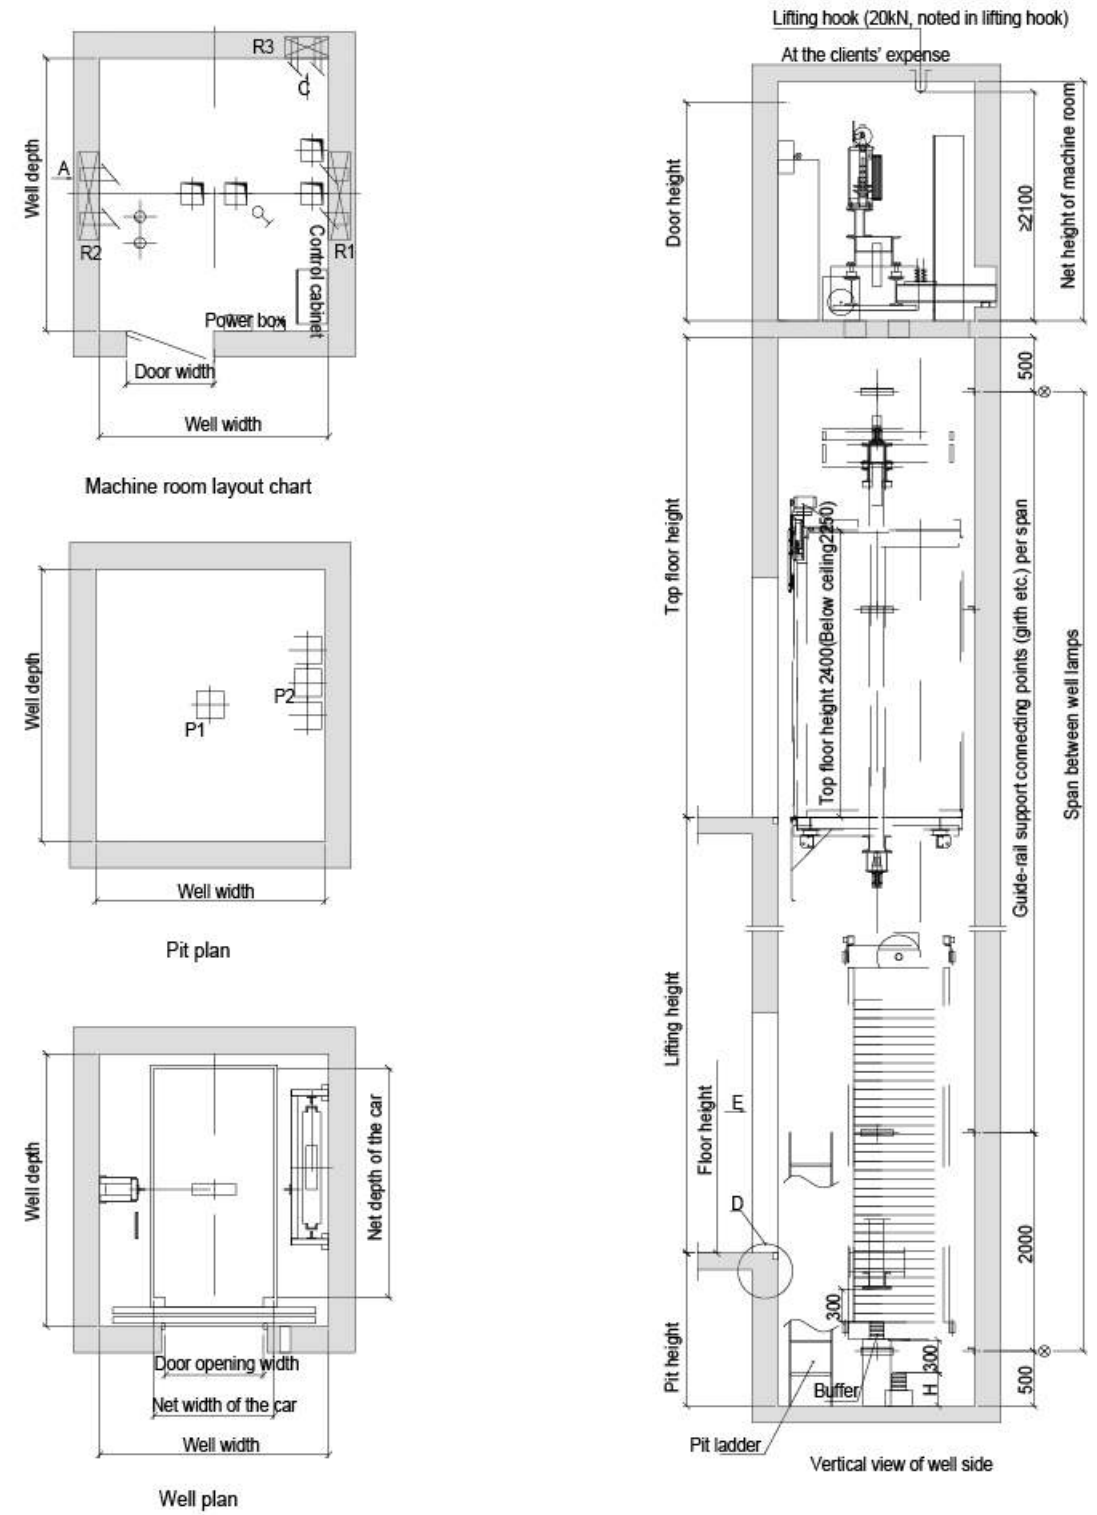 R3
C
Well depth
A
R2
R1
Control cabinet
Power box
Door width
Well width
Machine room layout chart
Well depth
P2
P1
Well width
Pit plan
Well depth
Net depth of the car
Door opening width
Net width of the car
Well width
Well plan
Lifting hook (20kN, noted in lifting hook)
At the clients' expense
Door height
≥2100
Net height of machine room
500
Top floor height
Top floor height 2400(Below ceiling2250)
Guide-rail support connecting points (girth etc.) per span
Span between well lamps
Lifting height
Floor height
E
D
2000
300
Pit height
300
H
500
Buffer
Pit ladder
Vertical view of well side